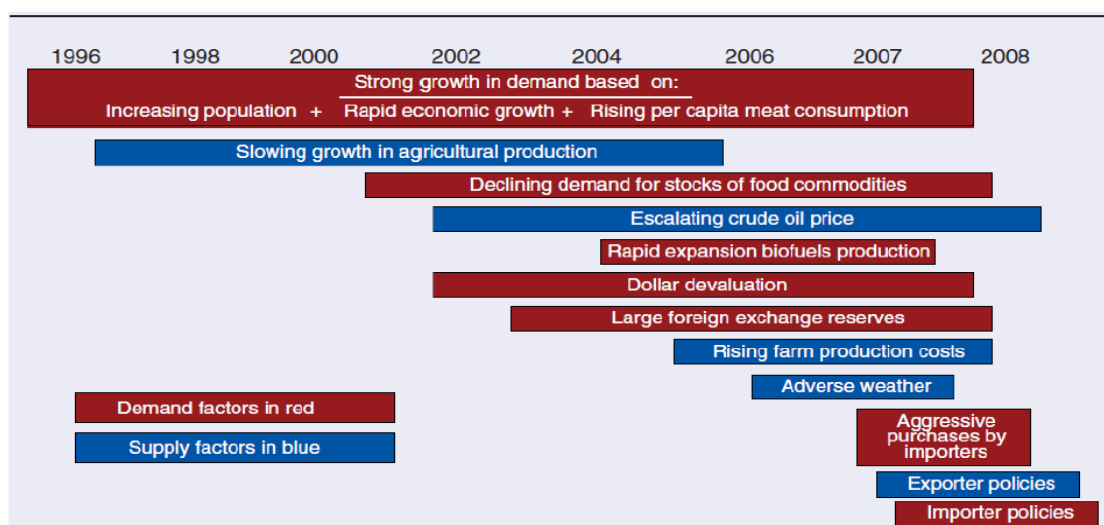 1996 1998 2000 2002 2004 2006 2007 2008
Strong growth in demand based on:
Increasing population + Rapid economic growth + Rising per capita meat consumption
Slowing growth in agricultural production
Declining demand for stocks of food commodities
Escalating crude oil price
Rapid expansion biofuels production
Dollar devaluation
Large foreign exchange reserves
Rising farm production costs
Adverse weather
Demand factors in red
Supply factors in blue
Aggressive
purchases by
importers
Exporter policies
Importer policies